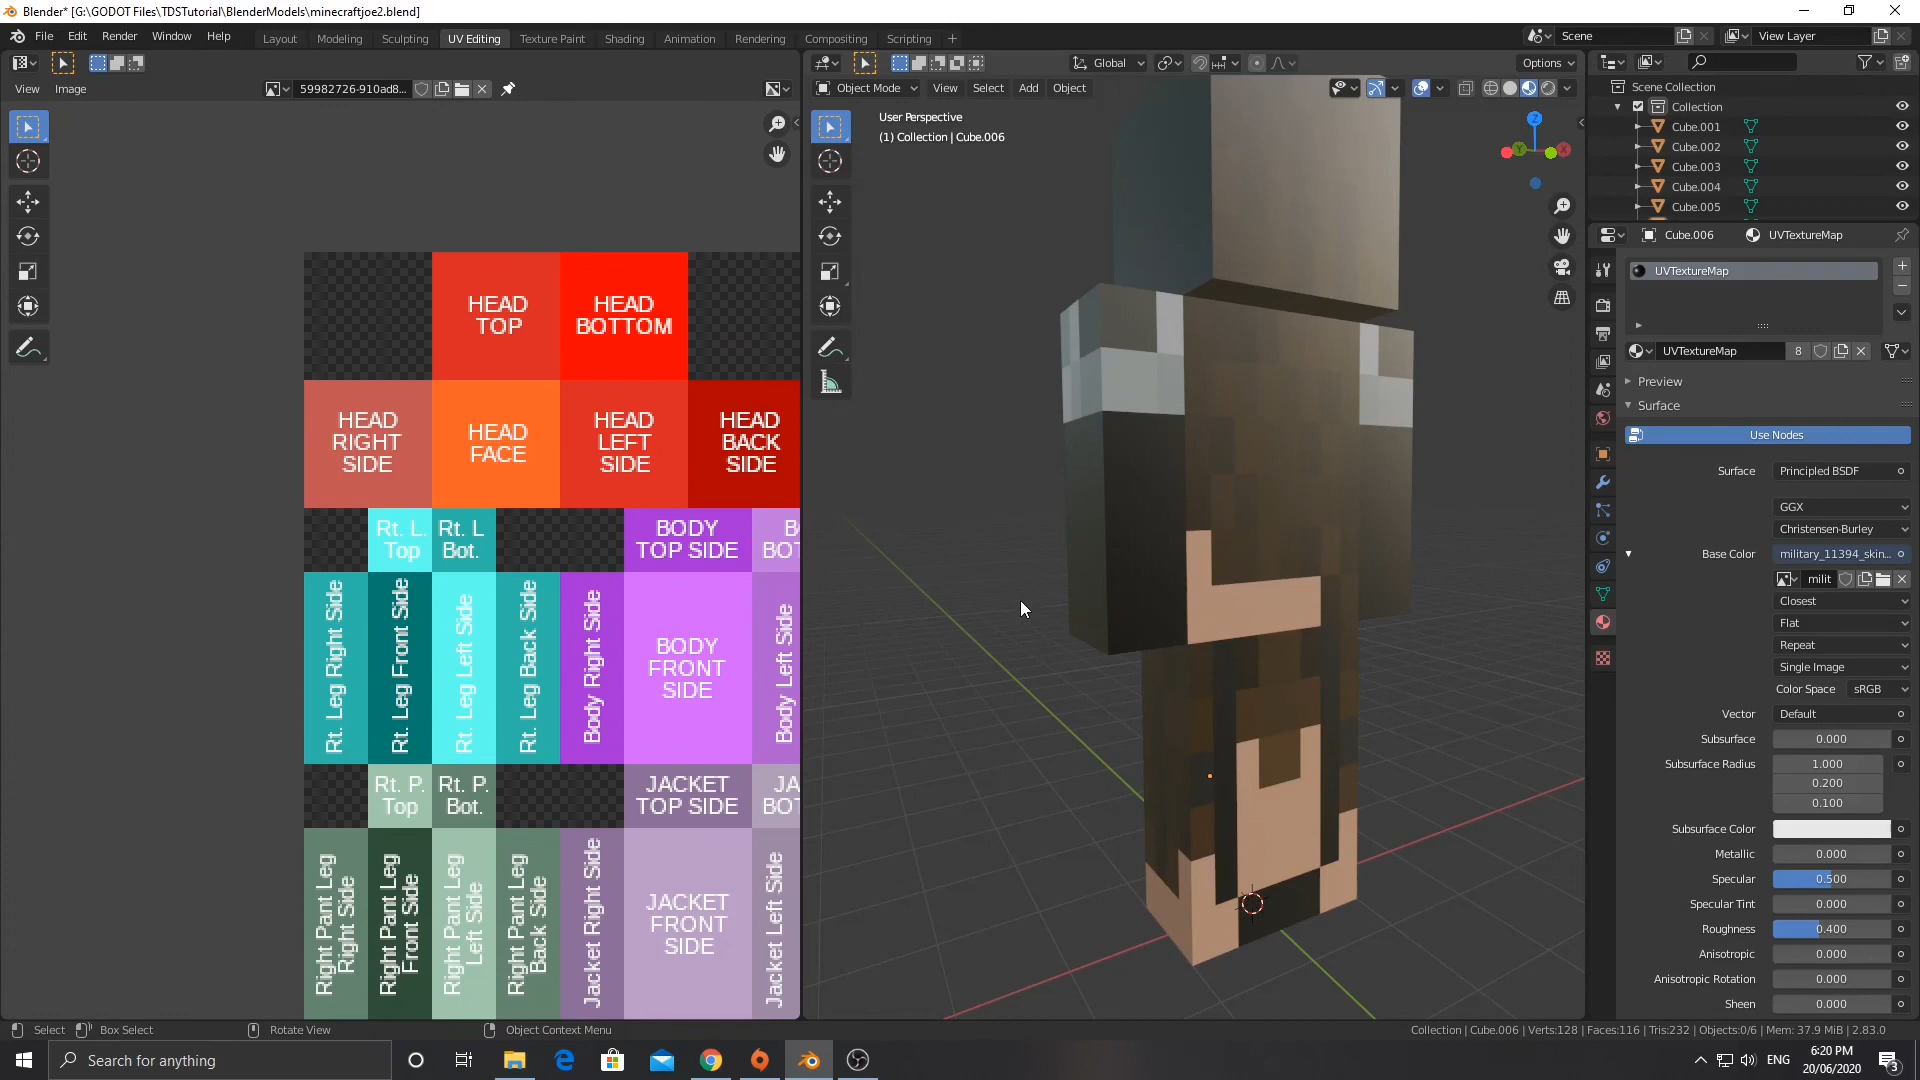 Blender* [G:\GODOT Files\TDSTutorial\BlenderModels\minecraftjoe2.blend]
File Edit Render Window Help
Layout Modeling Sculpting UV Editing Texture Paint Shading Animation Rendering Compositing Scripting
Scene
View Layer
Global
Options
View Image
59982726-910ad8...
Object Mode View Select Add Object
User Perspective
(1) Collection | Cube.006
Z
Y
X
HEAD
TOP
HEAD
BOTTOM
HEAD
RIGHT
SIDE
HEAD
FACE
HEAD
LEFT
SIDE
HEAD
BACK
SIDE
Rt. L.
Top
Rt. L
Bot.
BODY
TOP SIDE
B
BOT
Rt. Leg Right Side
Rt. Leg Front Side
Rt. Leg Left Side
Rt. Leg Back Side
Body Right Side
BODY
FRONT
SIDE
Body Left Side
Rt. P.
Top
Rt. P.
Bot.
JACKET
TOP SIDE
JA
BOT
Right Pant Leg
Right Side
Right Pant Leg
Front Side
Right Pant Leg
Left Side
Right Pant Leg
Back Side
Jacket Right Side
JACKET
FRONT
SIDE
Jacket Left Side
Scene Collection
Collection
Cube.001
Cube.002
Cube.003
Cube.004
Cube.005
Cube.006
UVTextureMap
UVTextureMap
UVTextureMap 8
Preview
Surface
Use Nodes
Surface Principled BSDF
GGX
Christensen-Burley
Base Color military_11394_skin...
milit
Closest
Flat
Repeat
Single Image
Color Space sRGB
Vector Default
Subsurface 0.000
Subsurface Radius 1.000
0.200
0.100
Subsurface Color
Metallic 0.000
Specular 0.500
Specular Tint 0.000
Roughness 0.400
Anisotropic 0.000
Anisotropic Rotation 0.000
Sheen 0.000
Select Box Select Rotate View Object Context Menu
Collection | Cube.006 | Verts:128 | Faces:116 | Tris:232 | Objects:0/6 | Mem: 37.9 MiB | 2.83.0
Search for anything
ENG
6:20 PM
20/06/2020
3